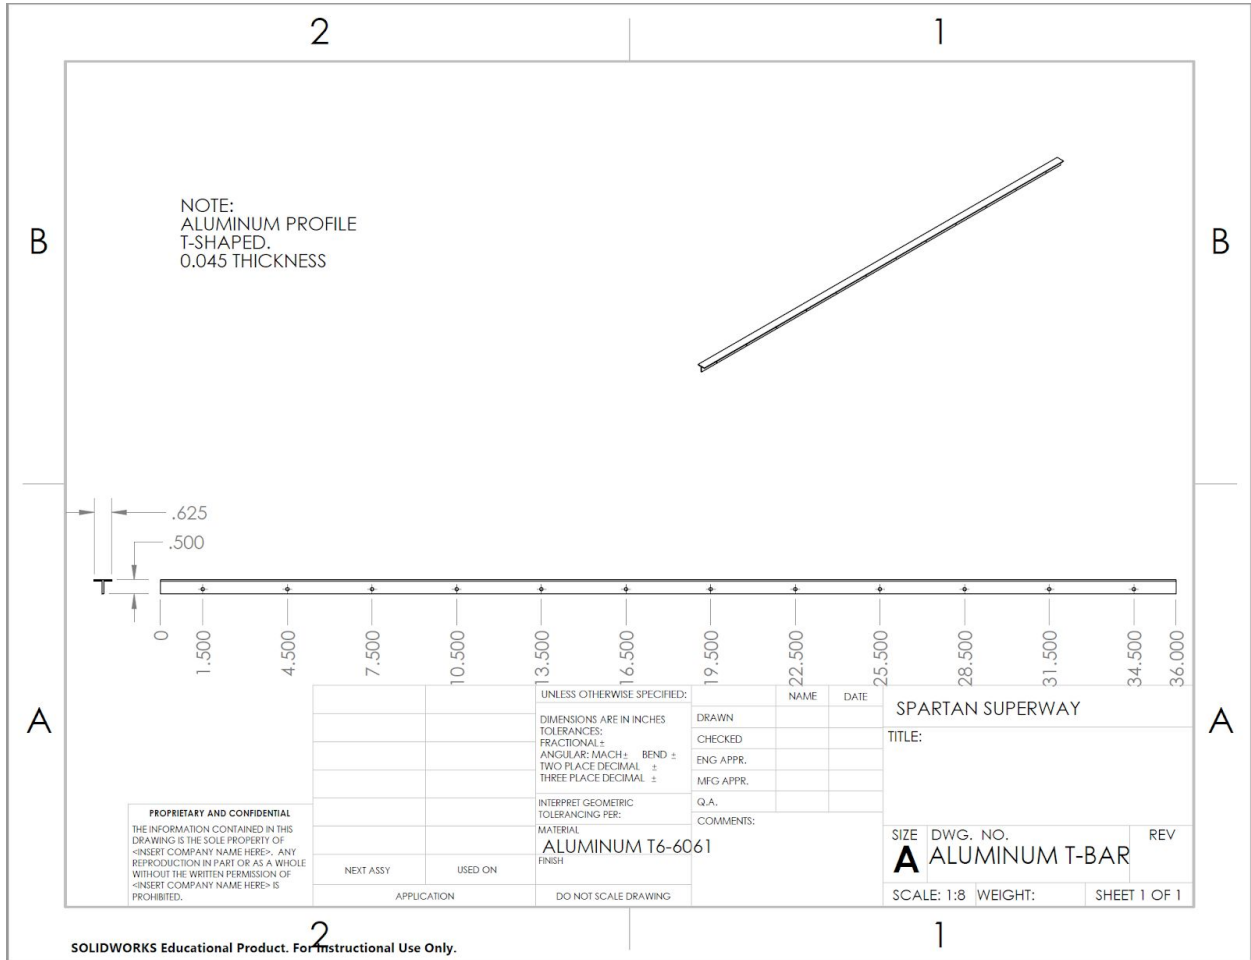 2
1
NOTE:
ALUMINUM PROFILE
T-SHAPED.
0.045 THICKNESS
B
B
.625
.500
0
1.500
4.500
7.500
10.500
13.500
16.500
19.500
22.500
25.500
28.500
31.500
34.500
36.000
A
A
UNLESS OTHERWISE SPECIFIED:
DIMENSIONS ARE IN INCHES
TOLERANCES:
FRACTIONAL±
ANGULAR: MACH± BEND ±
TWO PLACE DECIMAL ±
THREE PLACE DECIMAL ±
INTERPRET GEOMETRIC
TOLERANCING PER:
MATERIAL
ALUMINUM T6-6061
FINISH
DO NOT SCALE DRAWING
NAME DATE
DRAWN
CHECKED
ENG APPR.
MFG APPR.
Q.A.
COMMENTS:
SPARTAN SUPERWAY
TITLE:
SIZE DWG. NO. REV
A ALUMINUM T-BAR
SCALE: 1:8 WEIGHT: SHEET 1 OF 1
PROPRIETARY AND CONFIDENTIAL
THE INFORMATION CONTAINED IN THIS
DRAWING IS THE SOLE PROPERTY OF
<INSERT COMPANY NAME HERE>. ANY
REPRODUCTION IN PART OR AS A WHOLE
WITHOUT THE WRITTEN PERMISSION OF
<INSERT COMPANY NAME HERE> IS
PROHIBITED.
NEXT ASSY USED ON
APPLICATION
2
1
SOLIDWORKS Educational Product. For Instructional Use Only.